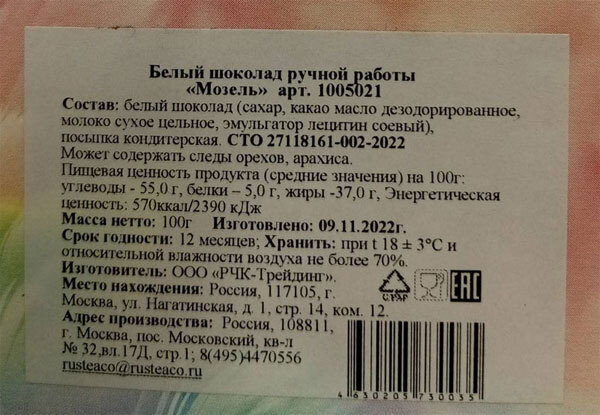 Белый шоколад ручной работы
«Мозель» арт. 1005021
Состав: белый шоколад (сахар, какао масло дезодорированное,
молоко сухое цельное, эмульгатор лецитин соевый),
посыпка кондитерская. СТО 27118161-002-2022
Может содержать следы орехов, арахиса.
Пищевая ценность продукта (средние значения) на 100г:
углеводы - 55,0 г, белки – 5,0 г, жиры -37,0 г, Энергетическая
ценность: 570ккал/2390 кДж
Масса нетто: 100г Изготовлено: 09.11.2022г.
Срок годности: 12 месяцев; Хранить: при t 18 ± 3°С и
относительной влажности воздуха не более 70%.
Изготовитель: ООО «РЧК-Трейдинг».
Место нахождения: Россия, 117105, г.
Москва, ул. Нагатинская, д. 1, стр. 14, ком. 12.
Адрес производства: Россия, 108811,
г. Москва, пос. Московский, кв-л
№ 32,вл.17Д, стр.1; 8(495)4470556
rusteaco@rusteaco.ru
EAC
4630205730035